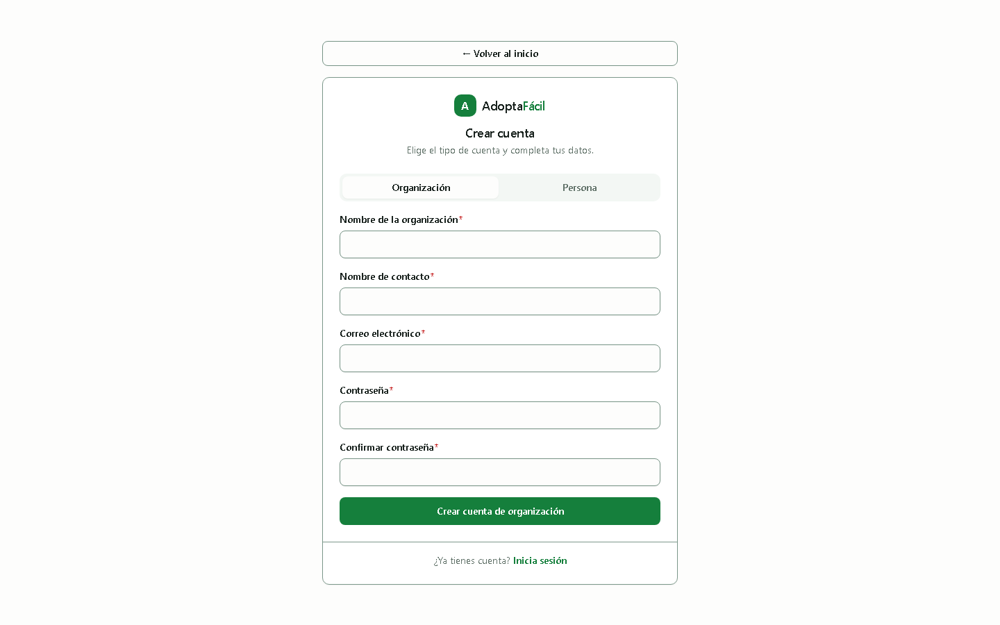 ← Volver al inicio
A AdoptaFácil
Crear cuenta
Elige el tipo de cuenta y completa tus datos.
Organización Persona
Nombre de la organización*
Nombre de contacto*
Correo electrónico*
Contraseña*
Confirmar contraseña*
Crear cuenta de organización
¿Ya tienes cuenta? Inicia sesión